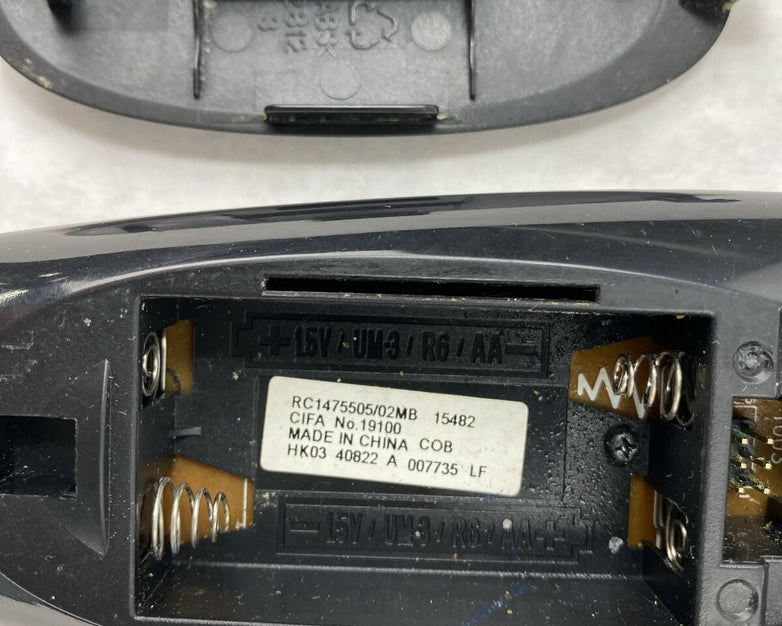 + 1.5V / UM-3 / R6 / AA -
RC1475505/02MB 15482
CIFA No.19100
MADE IN CHINA COB
HK03 40822 A 007735 LF
- 1.5V / UM-3 / R6 / AA +